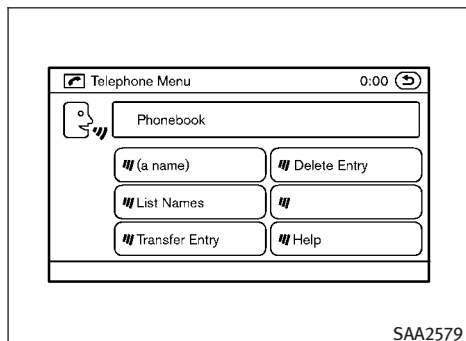 Telephone Menu 0:00
Phonebook
(a name) Delete Entry
List Names
Transfer Entry Help
SAA2579